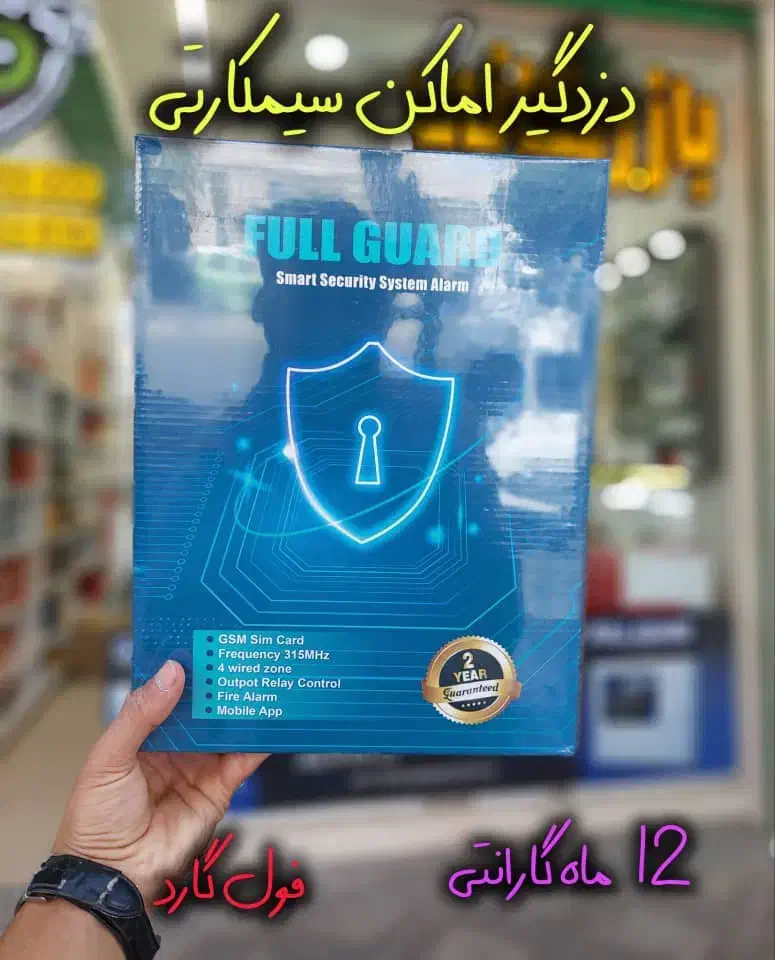 دزدگیر اماکن سیمکارتی
FULL GUARD
Smart Security System Alarm
GSM Sim Card
Frequency 315MHz
4 wired zone
Outpot Relay Control
Fire Alarm
Mobile App
2
YEAR
Guaranteed
12 ماه گارانتی
فول گارد